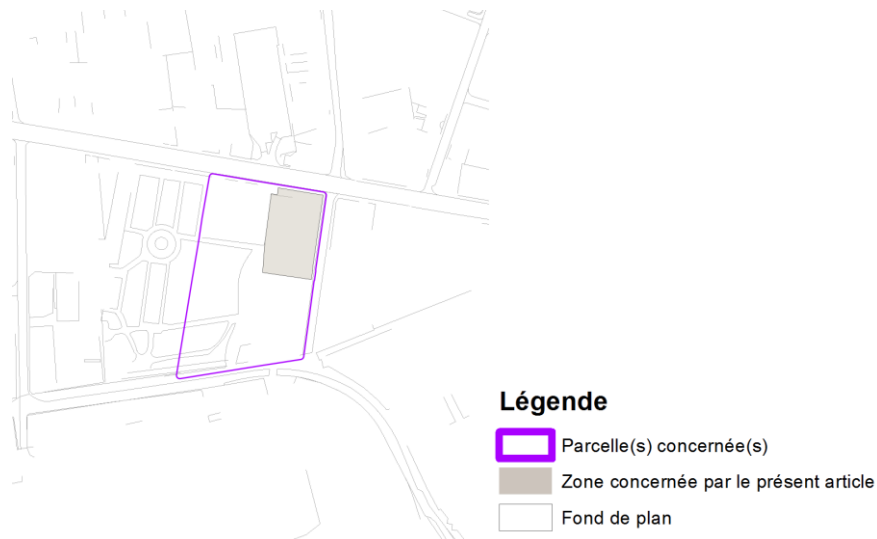 Légende
Parcelle(s) concernée(s)
Zone concernée par le présent article
Fond de plan